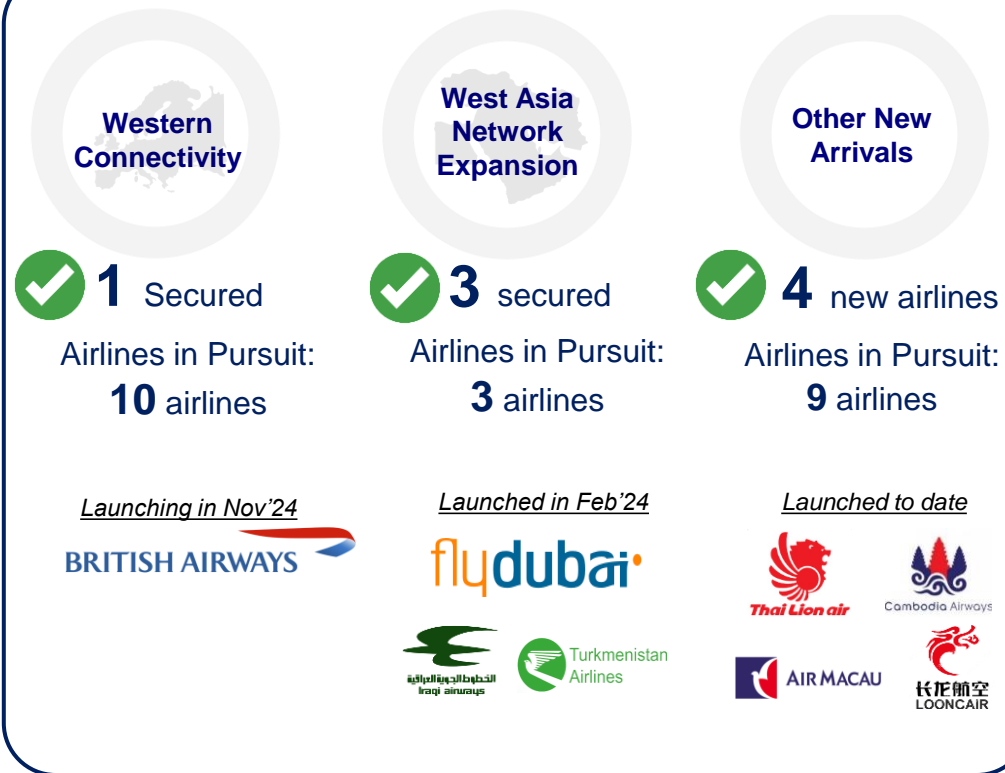 Western
Connectivity
1 Secured
Airlines in Pursuit:
10 airlines
Launching in Nov'24
BRITISH AIRWAYS
West Asia
Network
Expansion
3 secured
Airlines in Pursuit:
3 airlines
Launched in Feb'24
flydubai
الخطوط الجوية العراقية
Iraqi airways
Turkmenistan
Airlines
Other New
Arrivals
4 new airlines
Airlines in Pursuit:
9 airlines
Launched to date
Thai Lion air
Cambodia Airways
AIR MACAU
长龙航空
LOONCAIR